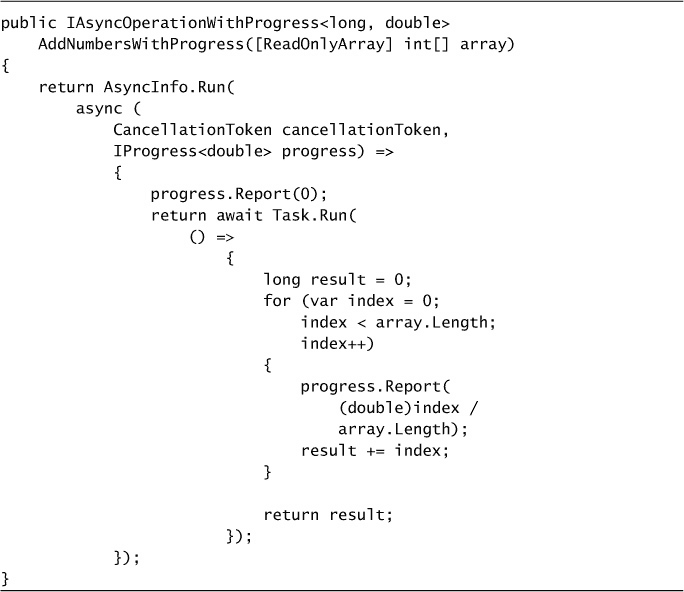 public IAsyncOperationWithProgress<long, double>
    AddNumbersWithProgress([ReadOnlyArray] int[] array)
{
    return AsyncInfo.Run(
        async (
            CancellationToken cancellationToken,
            IProgress<double> progress) =>
            {
                progress.Report(0);
                return await Task.Run(
                    () =>
                        {
                            long result = 0;
                            for (var index = 0;
                                index < array.Length;
                                index++)
                            {
                                progress.Report(
                                    (double)index /
                                    array.Length);
                                result += index;
                            }

                            return result;
                        });
            });
}